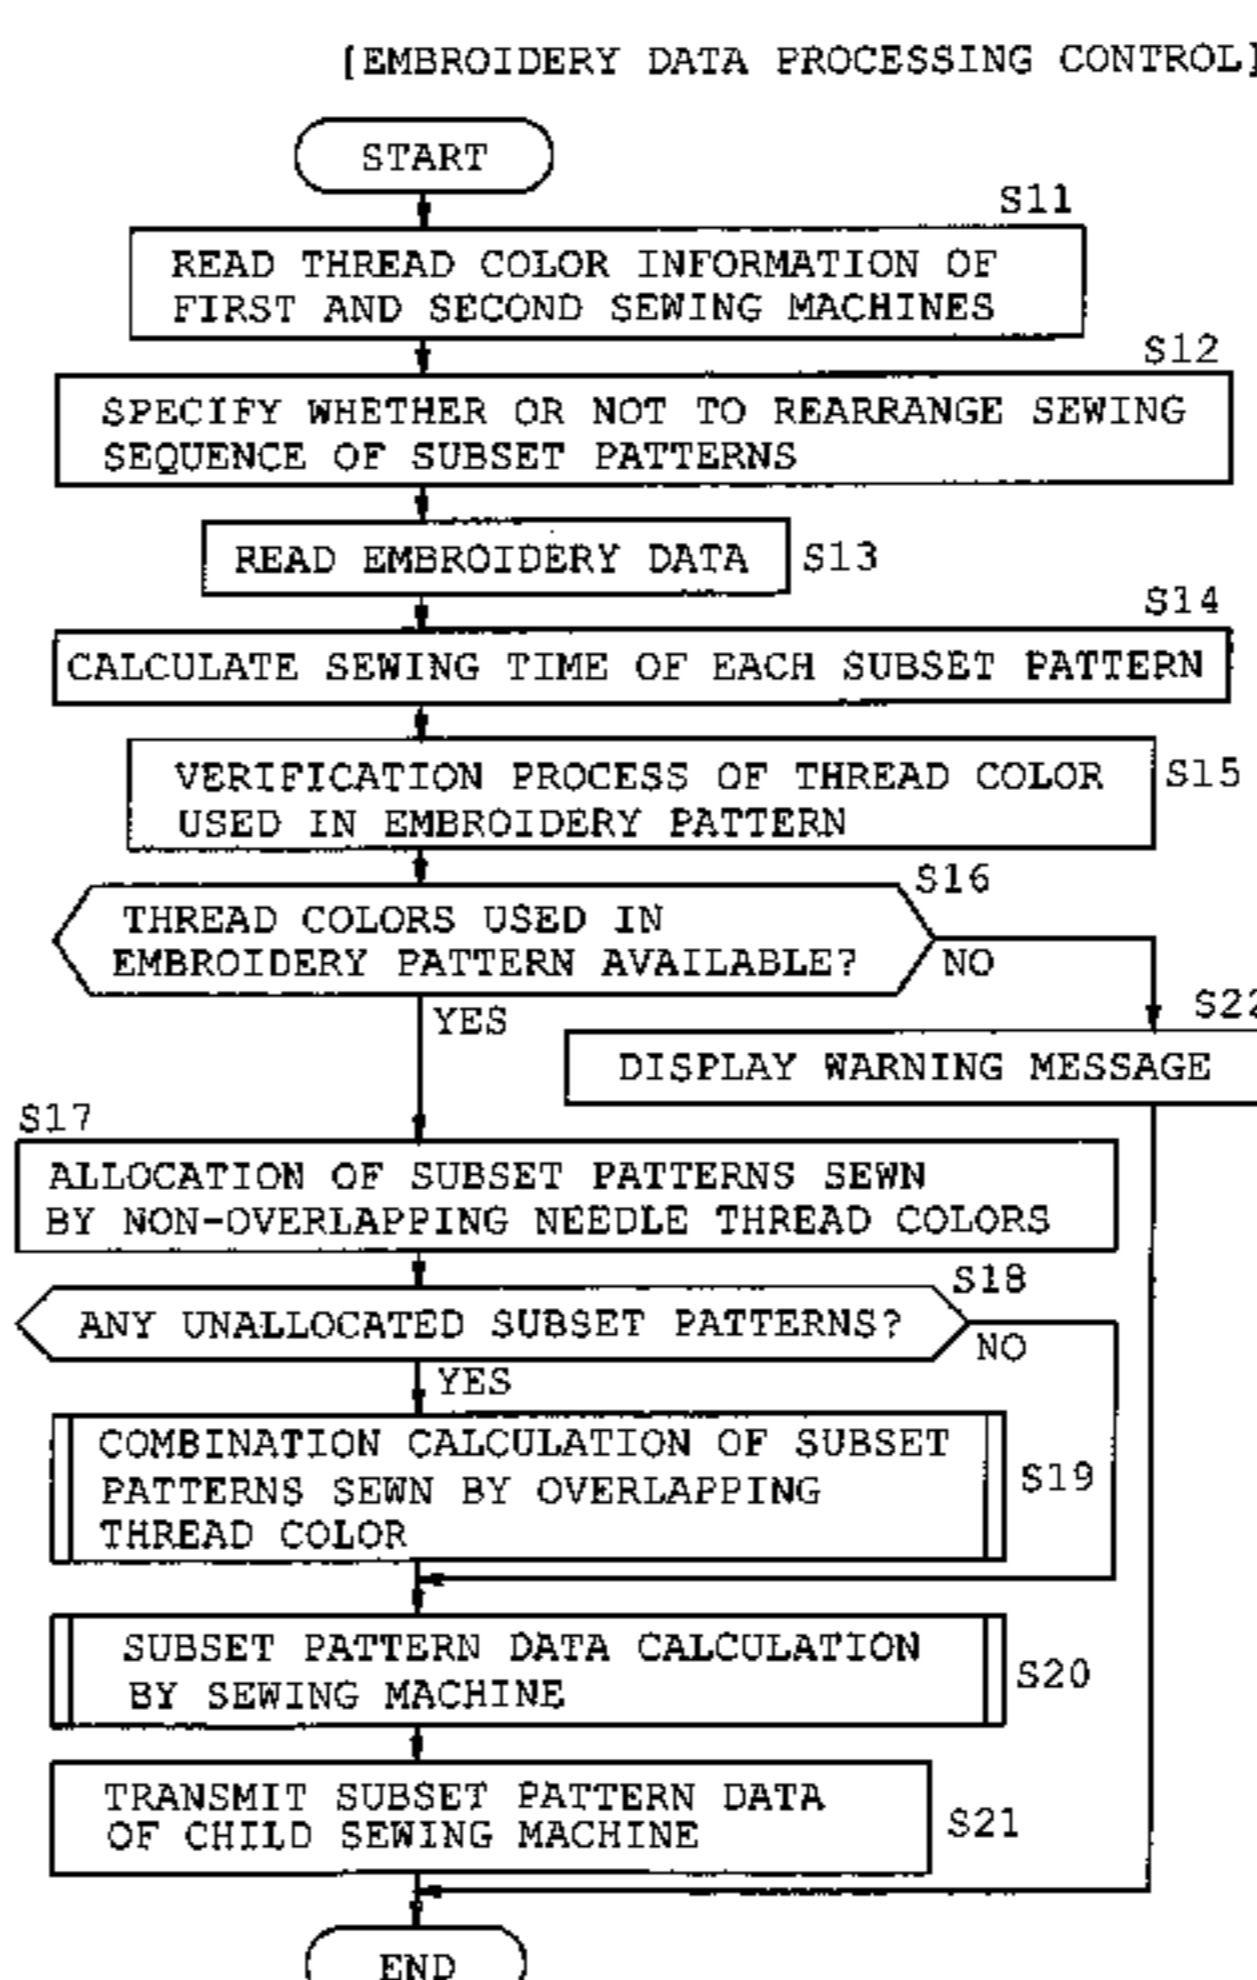 [EMBROIDERY DATA PROCESSING CONTROL]
START
S11
READ THREAD COLOR INFORMATION OF
FIRST AND SECOND SEWING MACHINES
S12
SPECIFY WHETHER OR NOT TO REARRANGE SEWING
SEQUENCE OF SUBSET PATTERNS
READ EMBROIDERY DATA S13
S14
CALCULATE SEWING TIME OF EACH SUBSET PATTERN
VERIFICATION PROCESS OF THREAD COLOR S15
USED IN EMBROIDERY PATTERN
S16
THREAD COLORS USED IN
EMBROIDERY PATTERN AVAILABLE? NO
YES
S22
DISPLAY WARNING MESSAGE
S17
ALLOCATION OF SUBSET PATTERNS SEWN
BY NON-OVERLAPPING NEEDLE THREAD COLORS
S18
ANY UNALLOCATED SUBSET PATTERNS?
NO
YES
COMBINATION CALCULATION OF SUBSET
PATTERNS SEWN BY OVERLAPPING S19
THREAD COLOR
SUBSET PATTERN DATA CALCULATION
BY SEWING MACHINE S20
TRANSMIT SUBSET PATTERN DATA
OF CHILD SEWING MACHINE S21
END